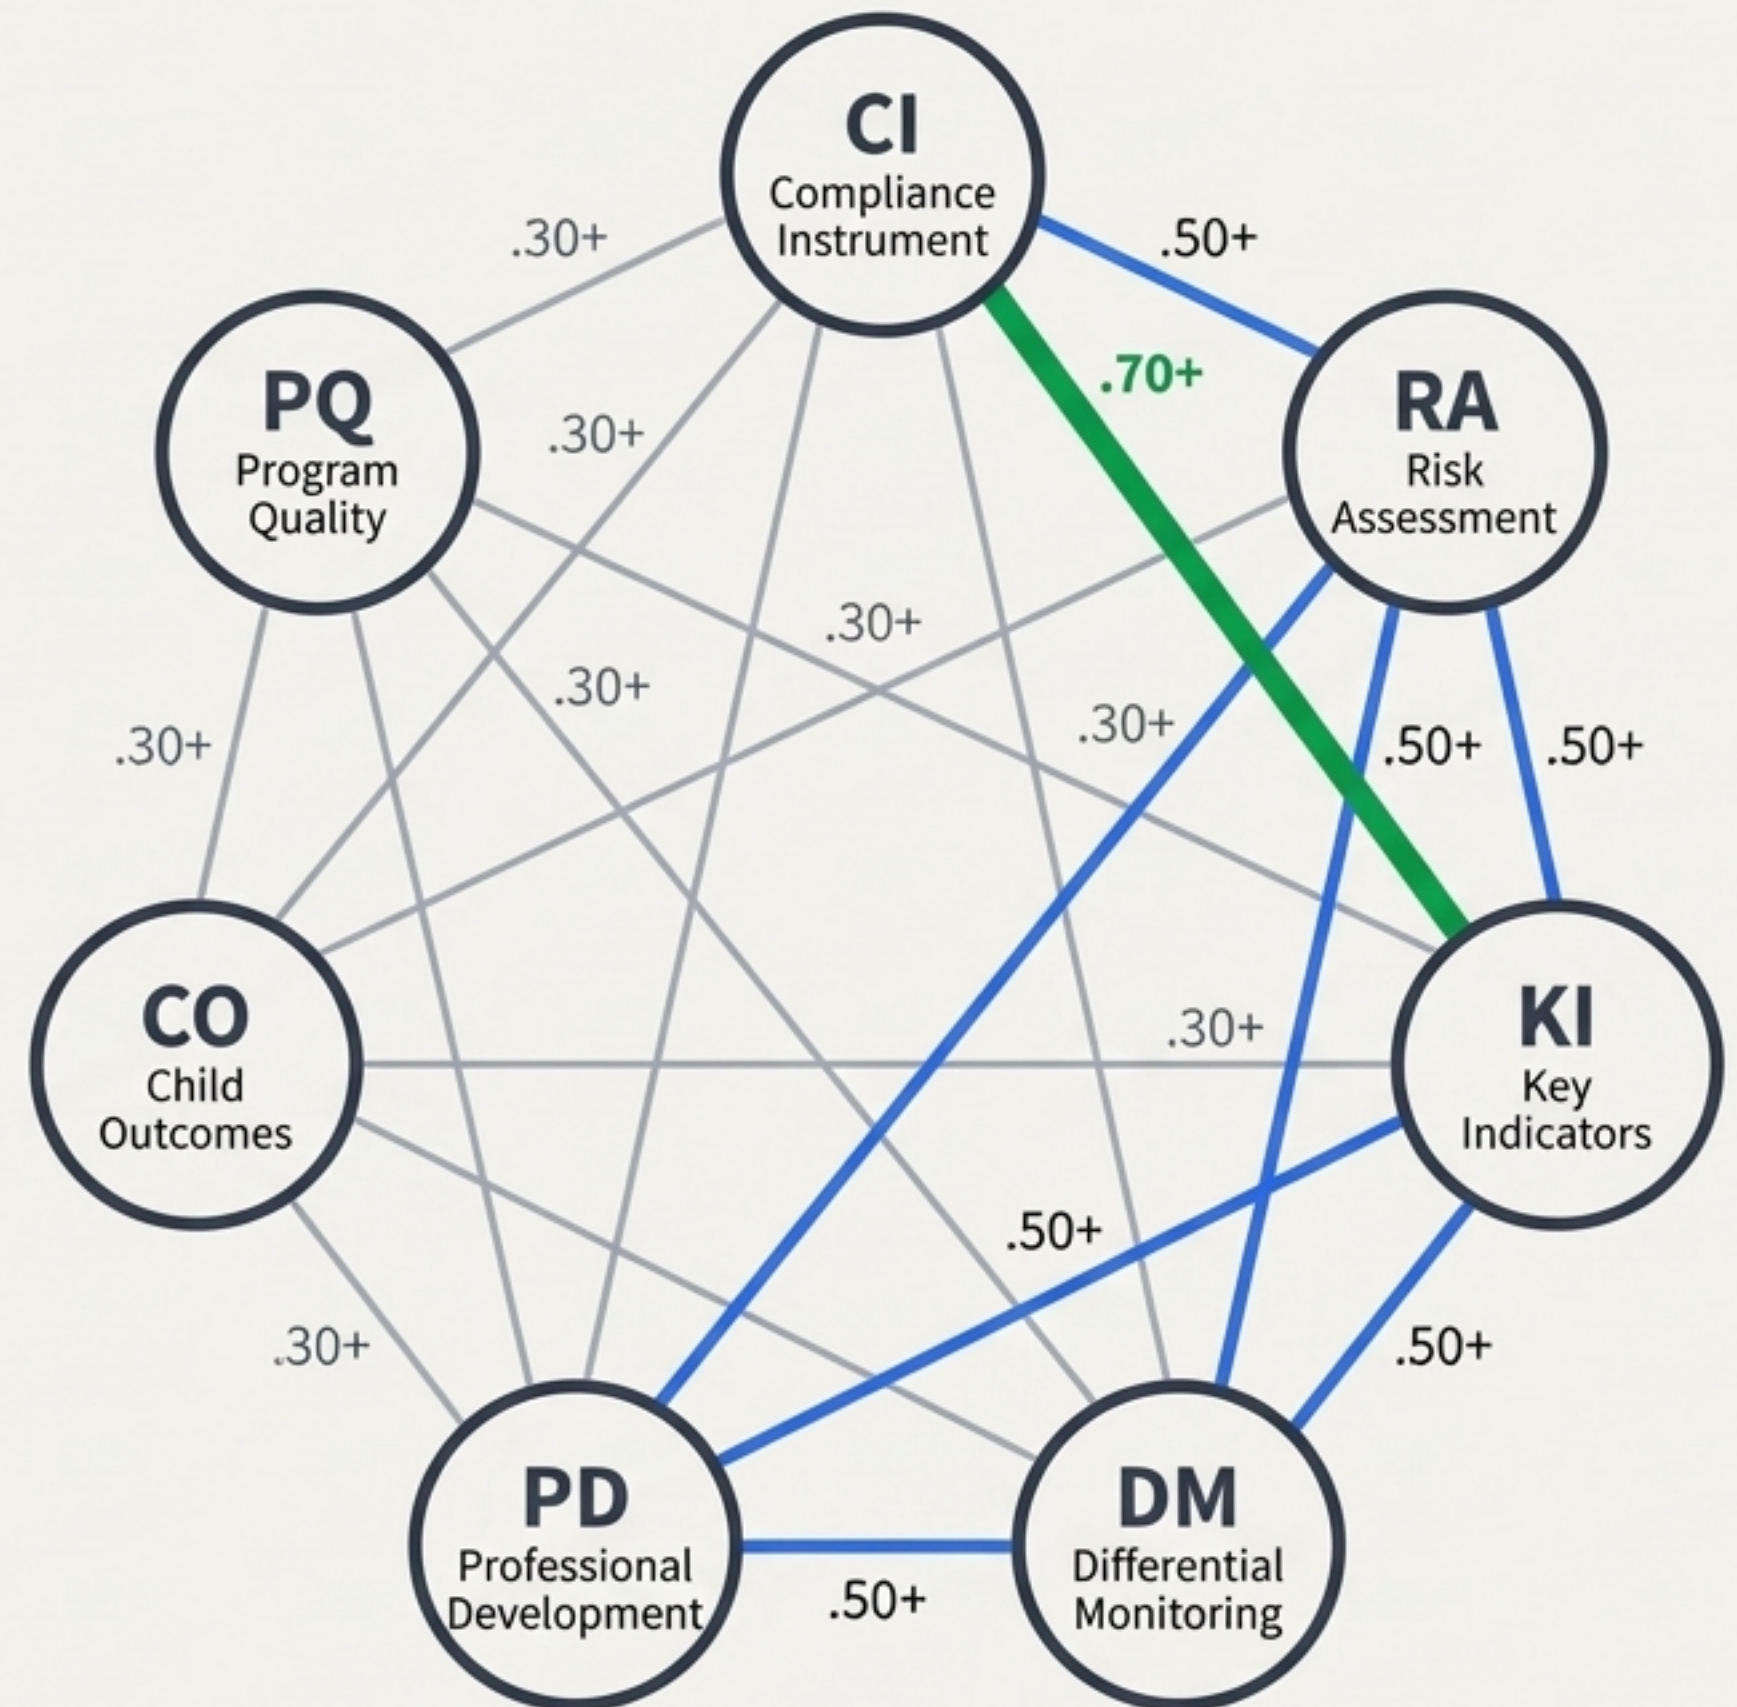 CI
Compliance
Instrument
.30+
.50+
PQ
Program
Quality
.70+
RA
Risk
Assessment
.30+
.30+
.30+
.30+
.30+
.50+
.50+
CO
Child
Outcomes
.30+
KI
Key
Indicators
.50+
.30+
.50+
PD
Professional
Development
.50+
DM
Differential
Monitoring